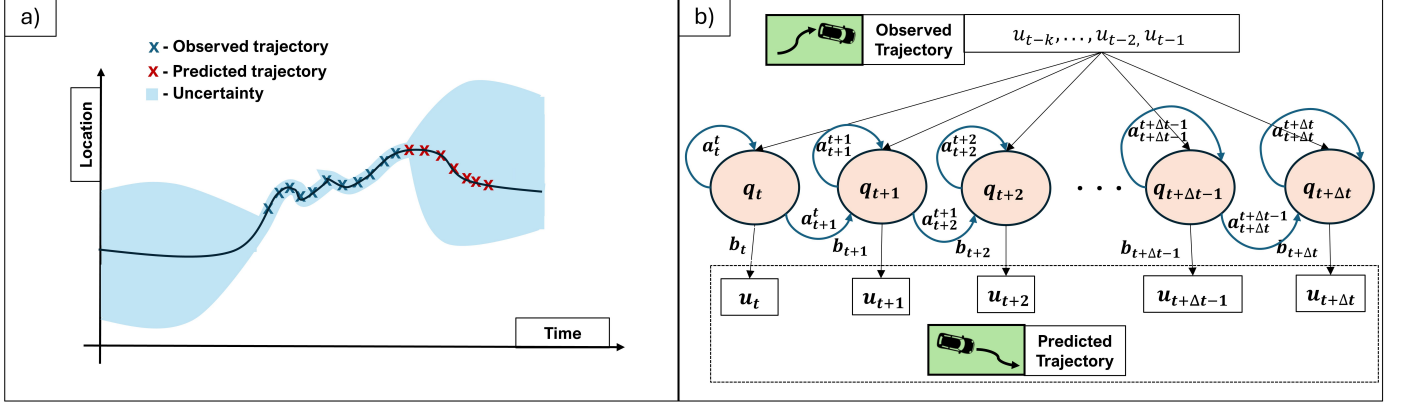 a)
x - Observed trajectory
x - Predicted trajectory
- Uncertainty
Location
Time
b)
Observed
Trajectory
u_{t-k}, ..., u_{t-2,} u_{t-1}
a_t^t
a_{t+1}^{t+1}
a_{t+2}^{t+2}
a_{t+Δt-1}^{t+Δt-1}
a_{t+Δt}^{t+Δt}
q_t
q_{t+1}
q_{t+2}
. . .
q_{t+Δt-1}
q_{t+Δt}
a_{t+1}^t
a_{t+2}^{t+1}
a_{t+Δt}^{t+Δt-1}
b_t
b_{t+1}
b_{t+2}
b_{t+Δt-1}
b_{t+Δt}
u_t
u_{t+1}
u_{t+2}
u_{t+Δt-1}
u_{t+Δt}
Predicted
Trajectory